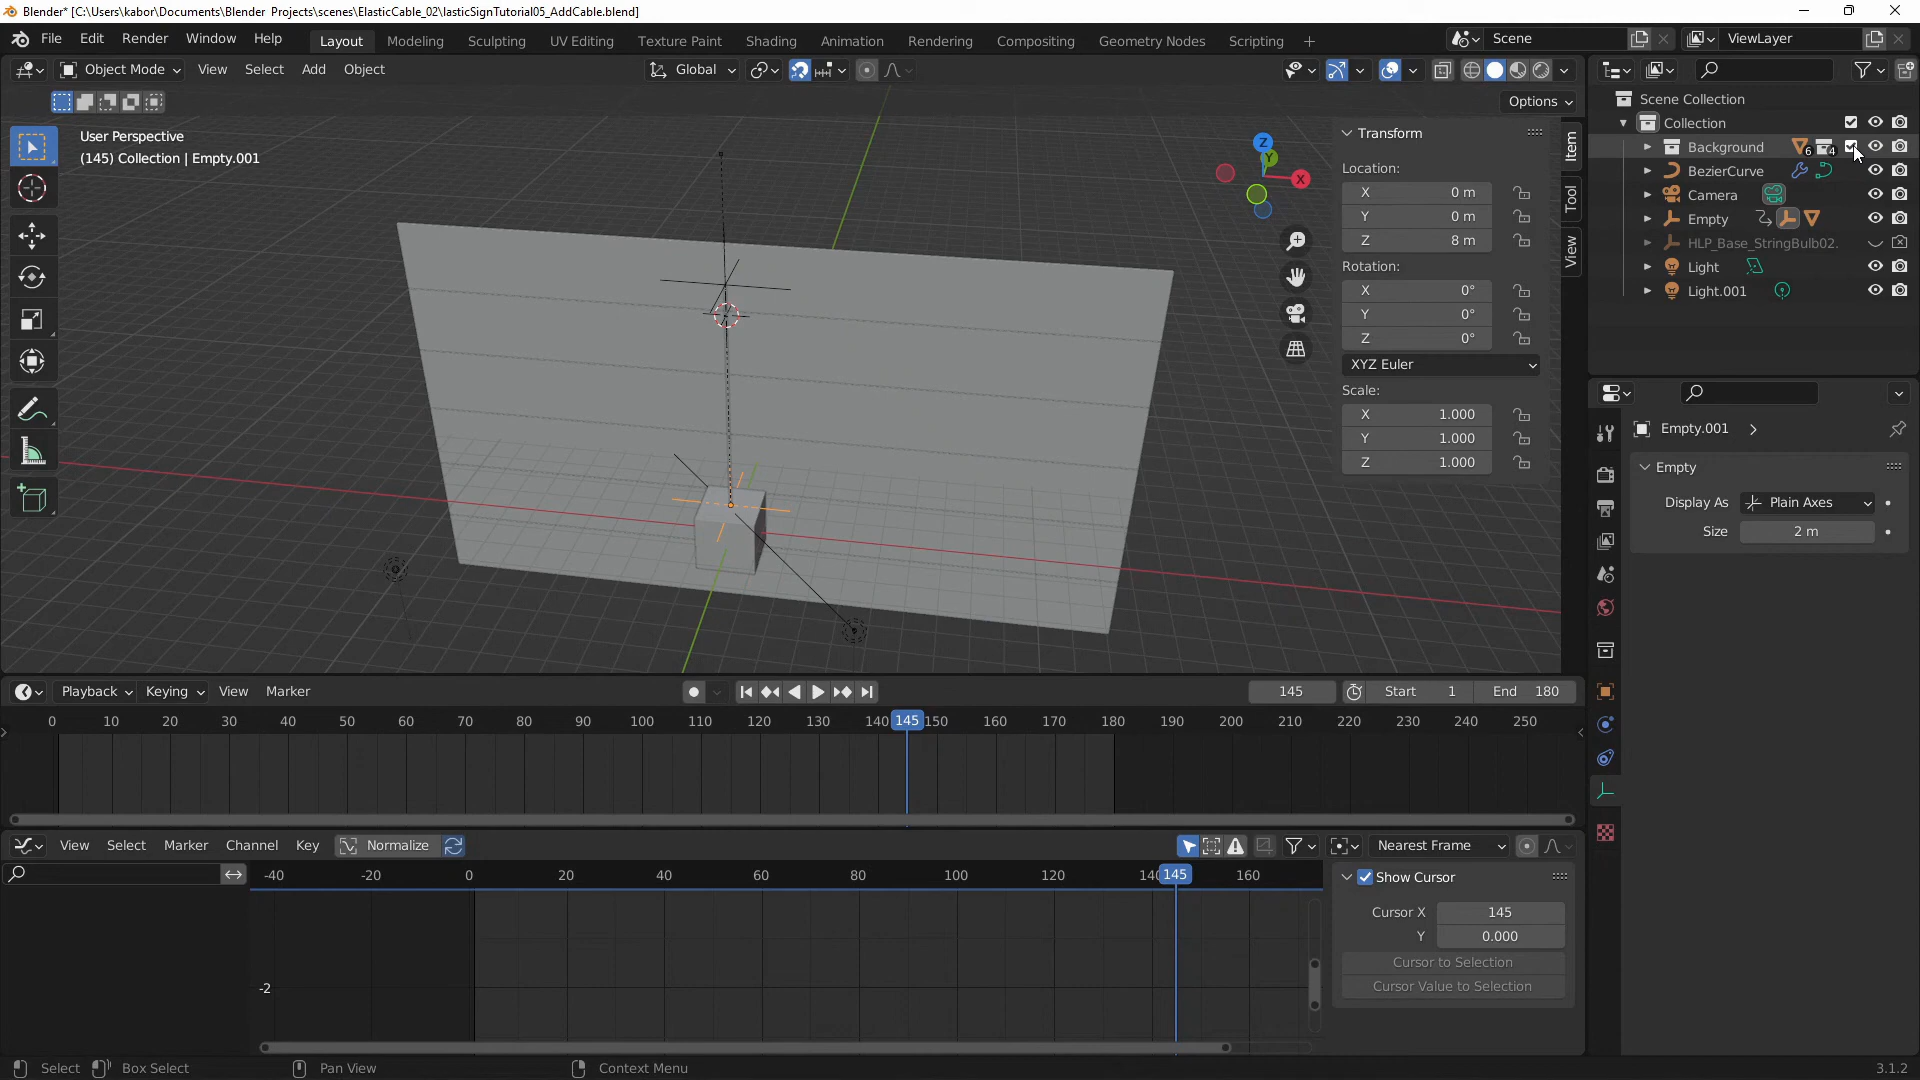 Blender* [C:\Users\kabor\Documents\Blender Projects\scenes\ElasticCable_02\lasticSignTutorial05_AddCable.blend]
File Edit Render Window Help Layout Modeling Sculpting UV Editing Texture Paint Shading Animation Rendering Compositing Geometry Nodes Scripting + Scene ViewLayer
Object Mode View Select Add Object Global
Options
User Perspective
(145) Collection | Empty.001
Z
Y
X
Transform
Location:
X 0 m
Y 0 m
Z 8 m
Rotation:
X 0°
Y 0°
Z 0°
XYZ Euler
Scale:
X 1.000
Y 1.000
Z 1.000
Item
Tool
View
Scene Collection
Collection
Background 6 4
BezierCurve
Camera
Empty
HLP_Base_StringBulb02.
Light
Light.001
Empty.001
Empty
Display As Plain Axes
Size 2 m
Playback Keying View Marker 145 Start 1 End 180
0 10 20 30 40 50 60 70 80 90 100 110 120 130 140 145 150 160 170 180 190 200 210 220 230 240 250
View Select Marker Channel Key Normalize Nearest Frame
-40 -20 0 20 40 60 80 100 120 14 145 160
-2
Show Cursor
Cursor X 145
Y 0.000
Cursor to Selection
Cursor Value to Selection
Select Box Select Pan View Context Menu 3.1.2